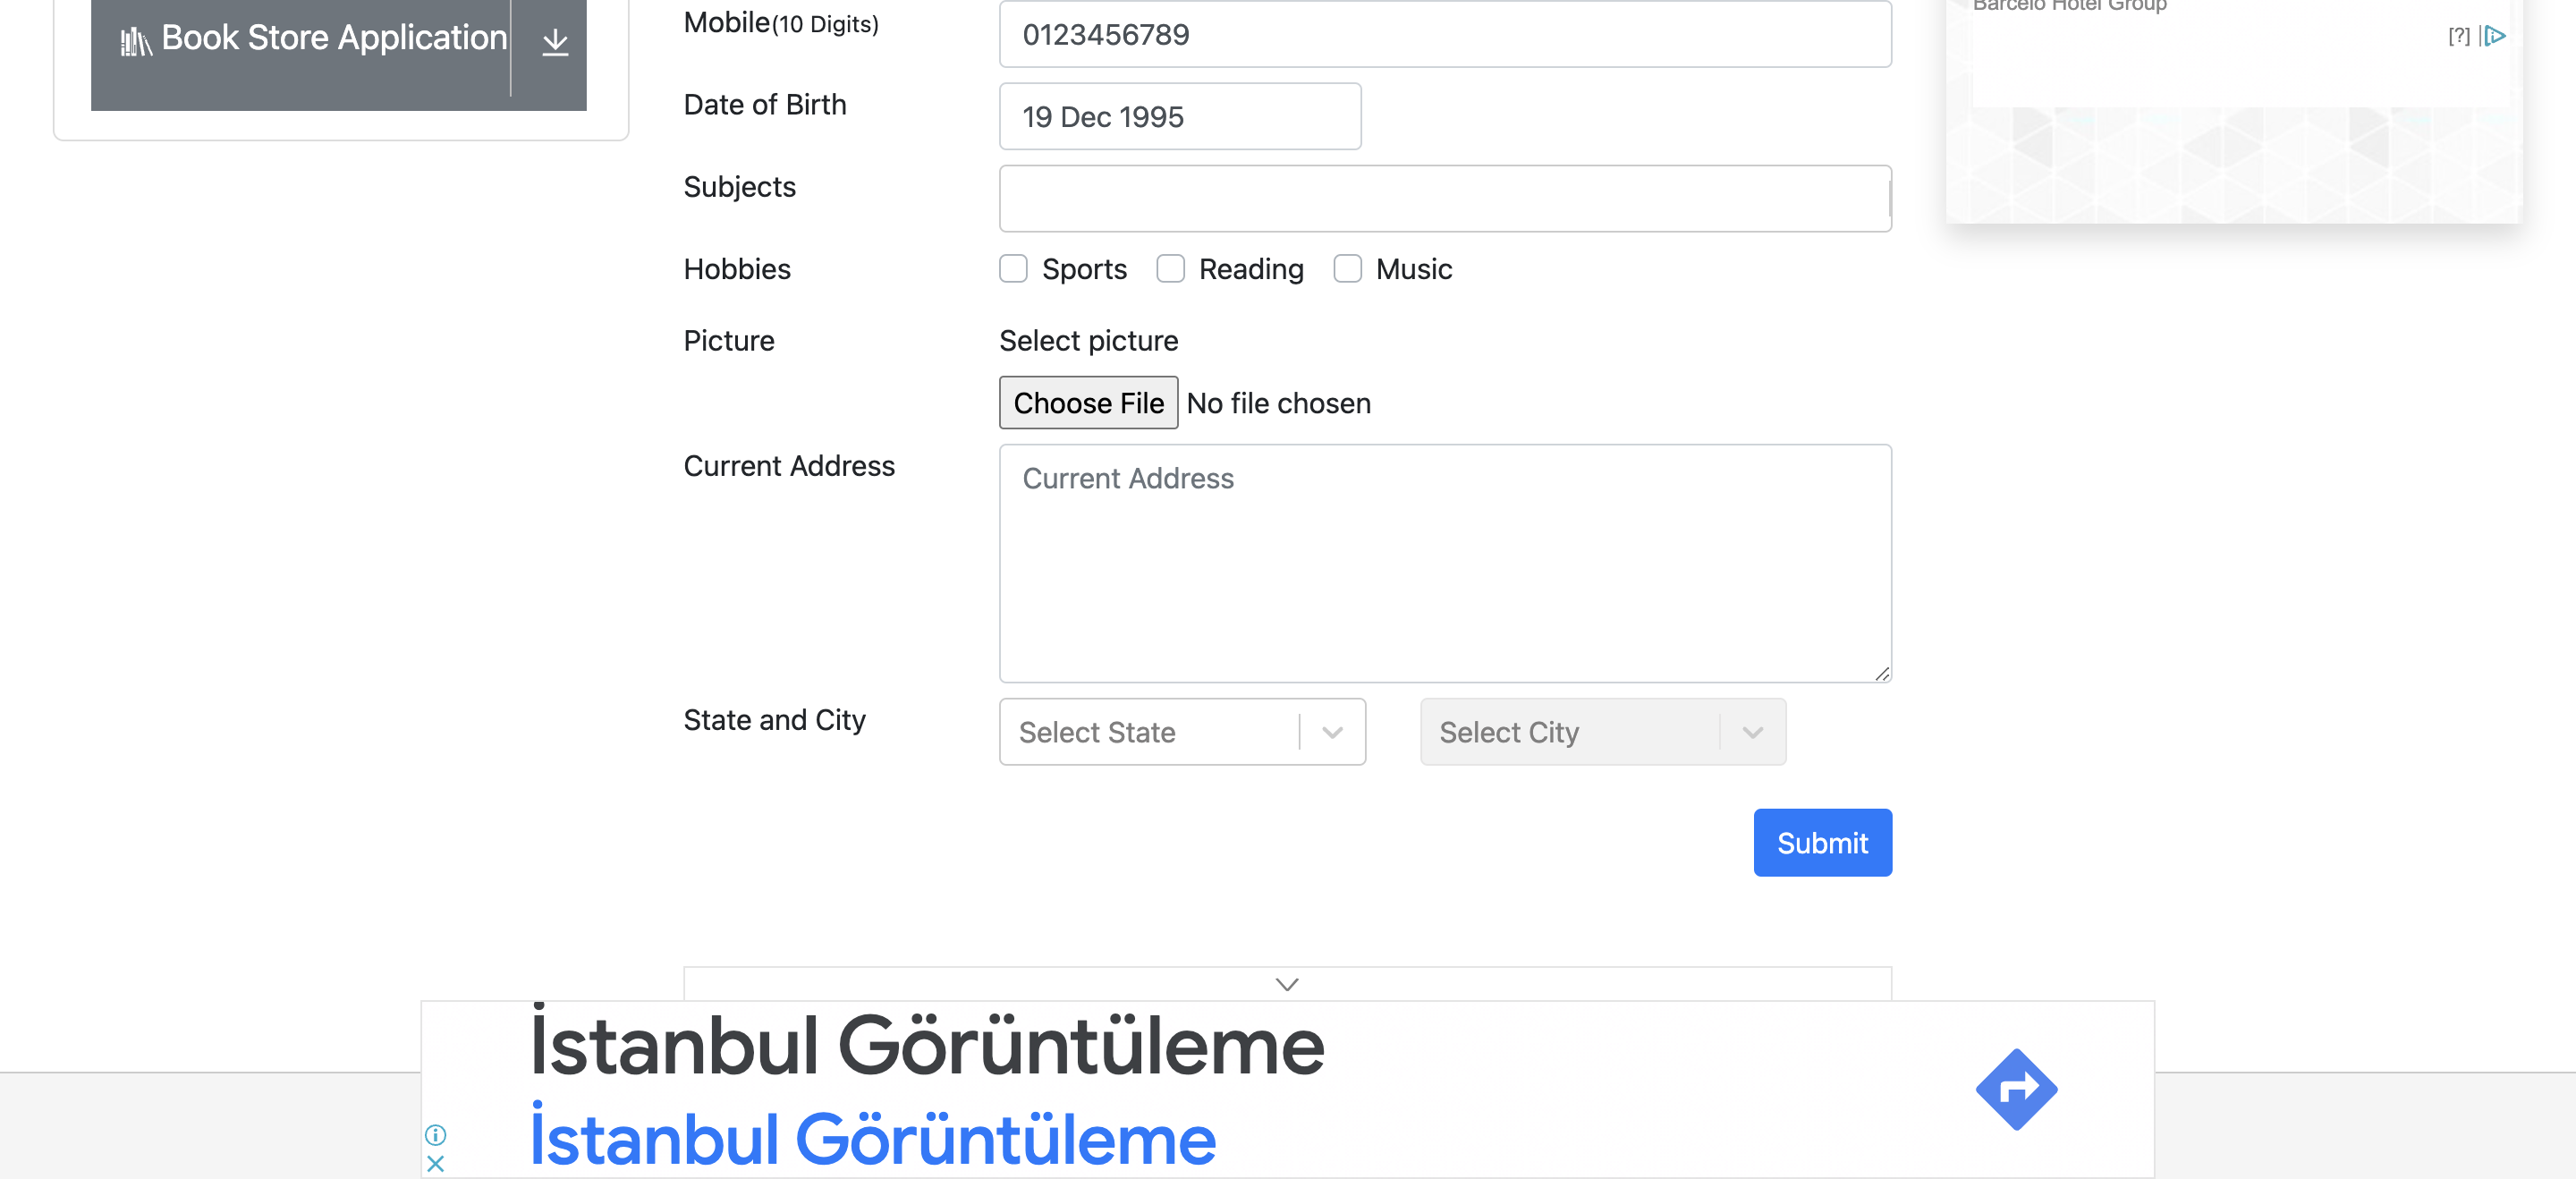 Book Store Application
Mobile(10 Digits)
0123456789
Barcelo Hotel Group
[?]
Date of Birth
19 Dec 1995
Subjects
Hobbies
Sports Reading Music
Picture
Select picture
Choose File No file chosen
Current Address
Current Address
State and City
Select State
Select City
Submit
İstanbul Görüntüleme
İstanbul Görüntüleme